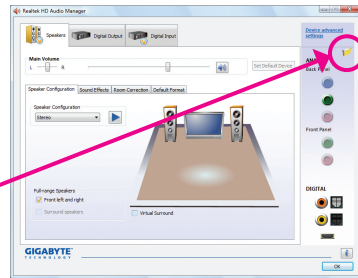 Realtek HD Audio Manager
Speakers
Digital Output
Digital Input
Device advanced
settings
Main Volume
L
R
Set Default Device
ANA
Back Panel
Speaker Configuration
Sound Effects
Room Correction
Default Format
Speaker Configuration
Stereo
Front Panel
Full-range Speakers
Front left and right
Surround speakers
Virtual Surround
DIGITAL
GIGABYTE
TECHNOLOGY
i
OK